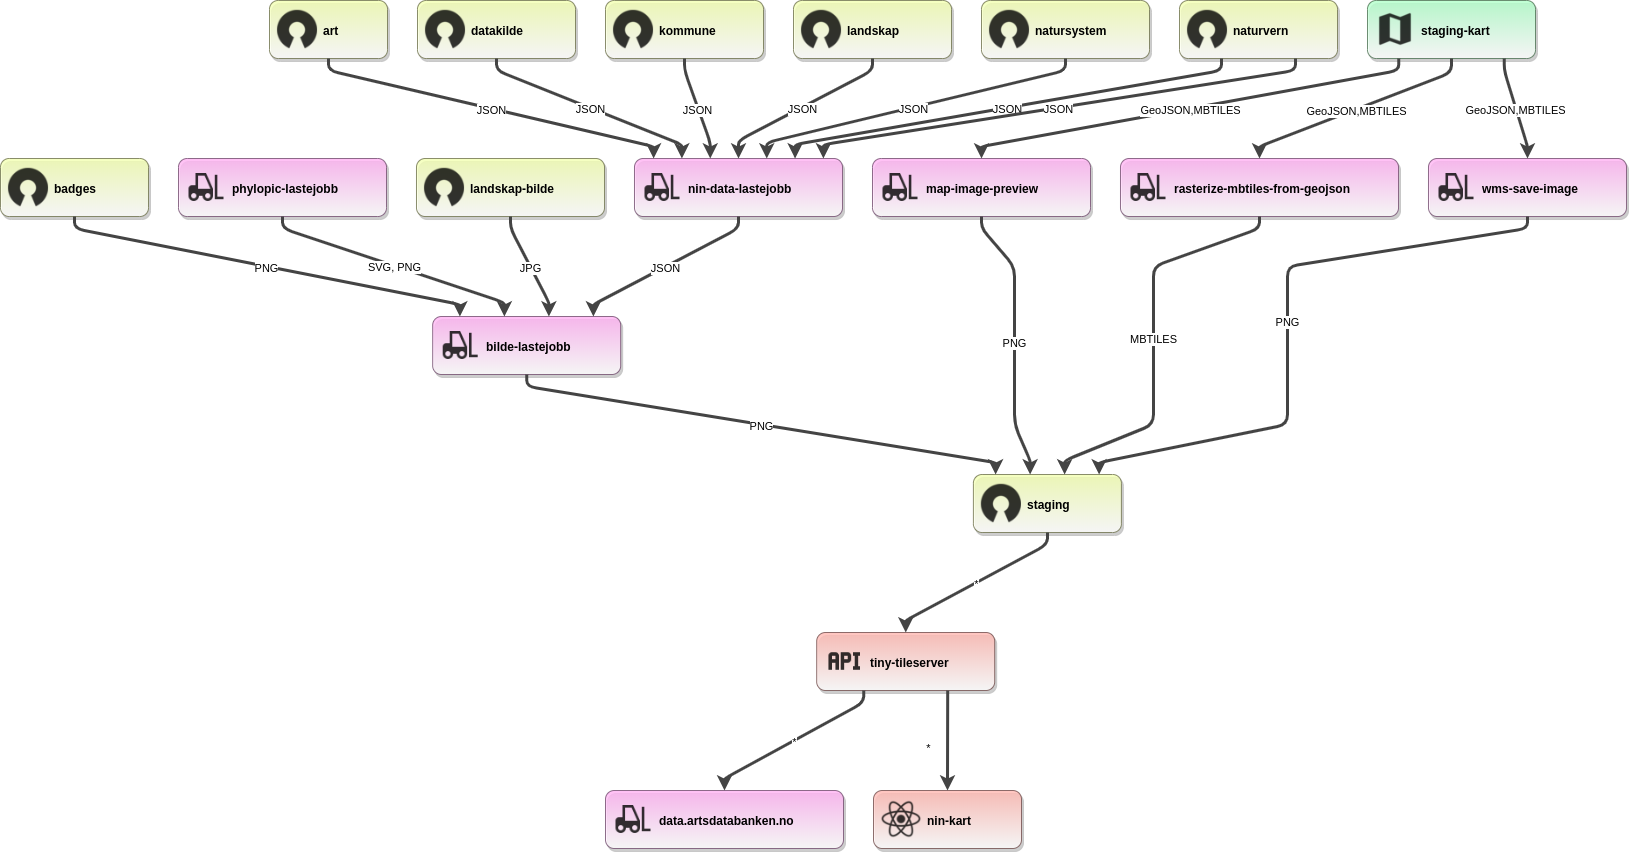 art
datakilde
kommune
landskap
natursystem
naturvern
staging-kart
JSON
JSON
JSON
JSON
JSON
JSON
JSON
GeoJSON,MBTILES
GeoJSON,MBTILES
GeoJSON,MBTILES
badges
phylopic-lastejobb
landskap-bilde
nin-data-lastejobb
map-image-preview
rasterize-mbtiles-from-geojson
wms-save-image
PNG
SVG, PNG
JPG
JSON
PNG
bilde-lastejobb
PNG
MBTILES
PNG
staging
*
API
tiny-tileserver
*
*
data.artsdatabanken.no
nin-kart